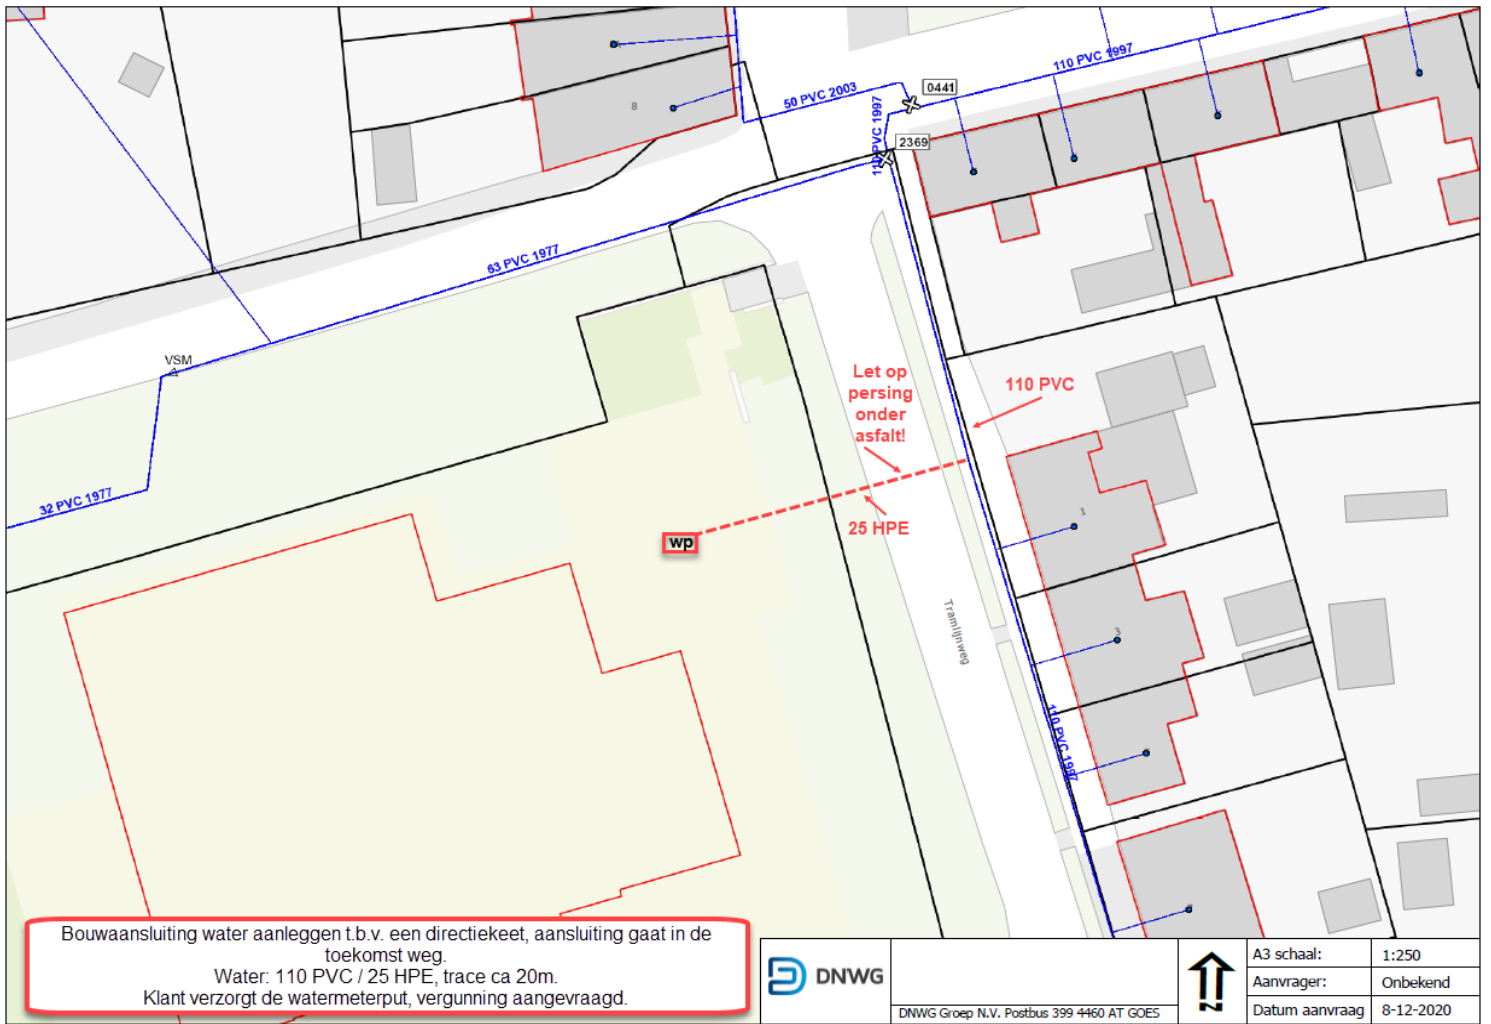 110 PVC 1997
50 PVC 2003
0441
8
110 PVC 1997
2369
63 PVC 1977
VSM
Let op
persing
onder
asfalt!
110 PVC
32 PVC 1977
25 HPE
wp
1
Tramlijnweg
3
110 PVC 1997
Bouwaansluiting water aanleggen t.b.v. een directiekeet, aansluiting gaat in de
toekomst weg.
Water: 110 PVC / 25 HPE, trace ca 20m.
Klant verzorgt de watermeterput, vergunning aangevraagd.
DNWG
DNWG Groep N.V. Postbus 399 4460 AT GOES
N
A3 schaal: 1:250
Aanvrager: Onbekend
Datum aanvraag 8-12-2020